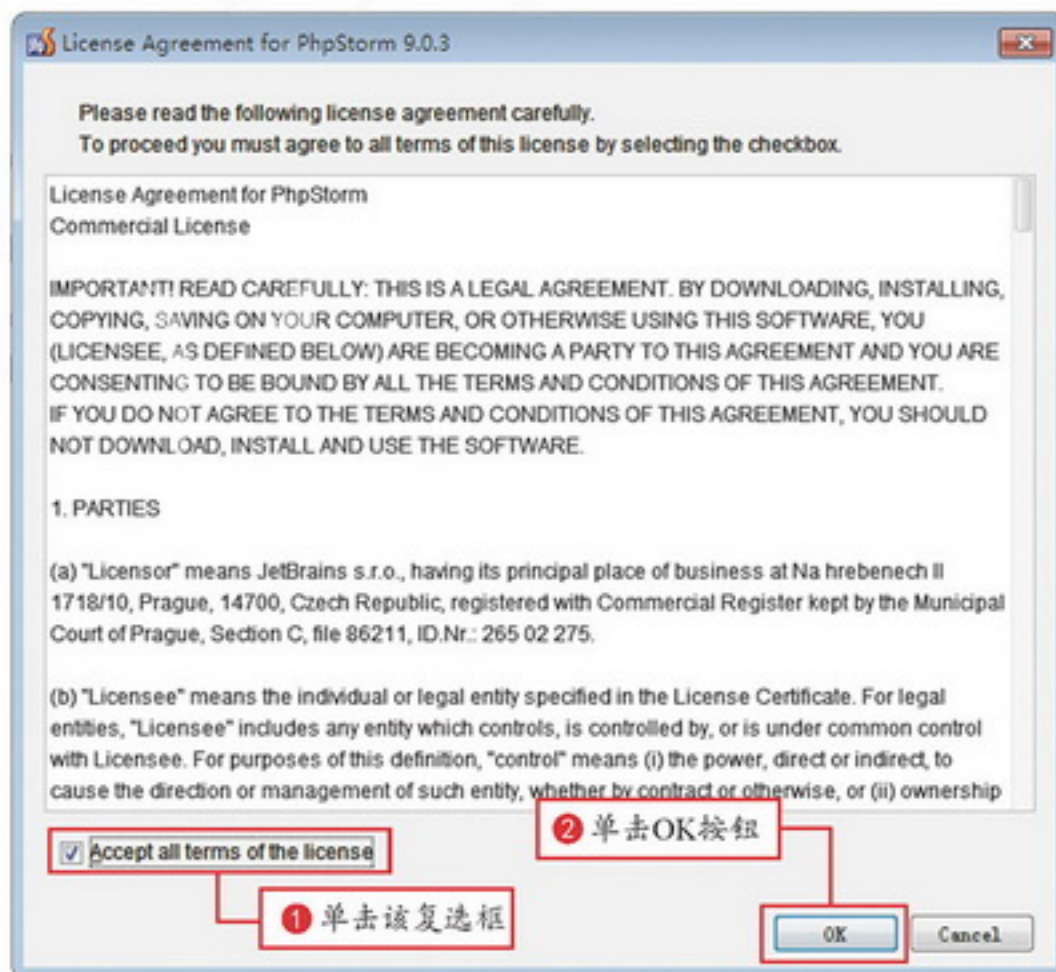 License Agreement for PhpStorm 9.0.3
Please read the following license agreement carefully.
To proceed you must agree to all terms of this license by selecting the checkbox.
License Agreement for PhpStorm
Commercial License
IMPORTANT! READ CAREFULLY: THIS IS A LEGAL AGREEMENT. BY DOWNLOADING, INSTALLING,
COPYING, SAVING ON YOUR COMPUTER, OR OTHERWISE USING THIS SOFTWARE, YOU
(LICENSEE, AS DEFINED BELOW) ARE BECOMING A PARTY TO THIS AGREEMENT AND YOU ARE
CONSENTING TO BE BOUND BY ALL THE TERMS AND CONDITIONS OF THIS AGREEMENT.
IF YOU DO NOT AGREE TO THE TERMS AND CONDITIONS OF THIS AGREEMENT, YOU SHOULD
NOT DOWNLOAD, INSTALL AND USE THE SOFTWARE.
1. PARTIES
(a) "Licensor" means JetBrains s.r.o., having its principal place of business at Na hrebenech II
1718/10, Prague, 14700, Czech Republic, registered with Commercial Register kept by the Municipal
Court of Prague, Section C, file 86211, ID.Nr.: 265 02 275.
(b) "Licensee" means the individual or legal entity specified in the License Certificate. For legal
entities, "Licensee" includes any entity which controls, is controlled by, or is under common control
with Licensee. For purposes of this definition, "control" means (i) the power, direct or indirect, to
cause the direction or management of such entity, whether by contract or otherwise, or (ii) ownership
❷ 单击OK按钮
Accept all terms of the license
❶ 单击该复选框
OK
Cancel